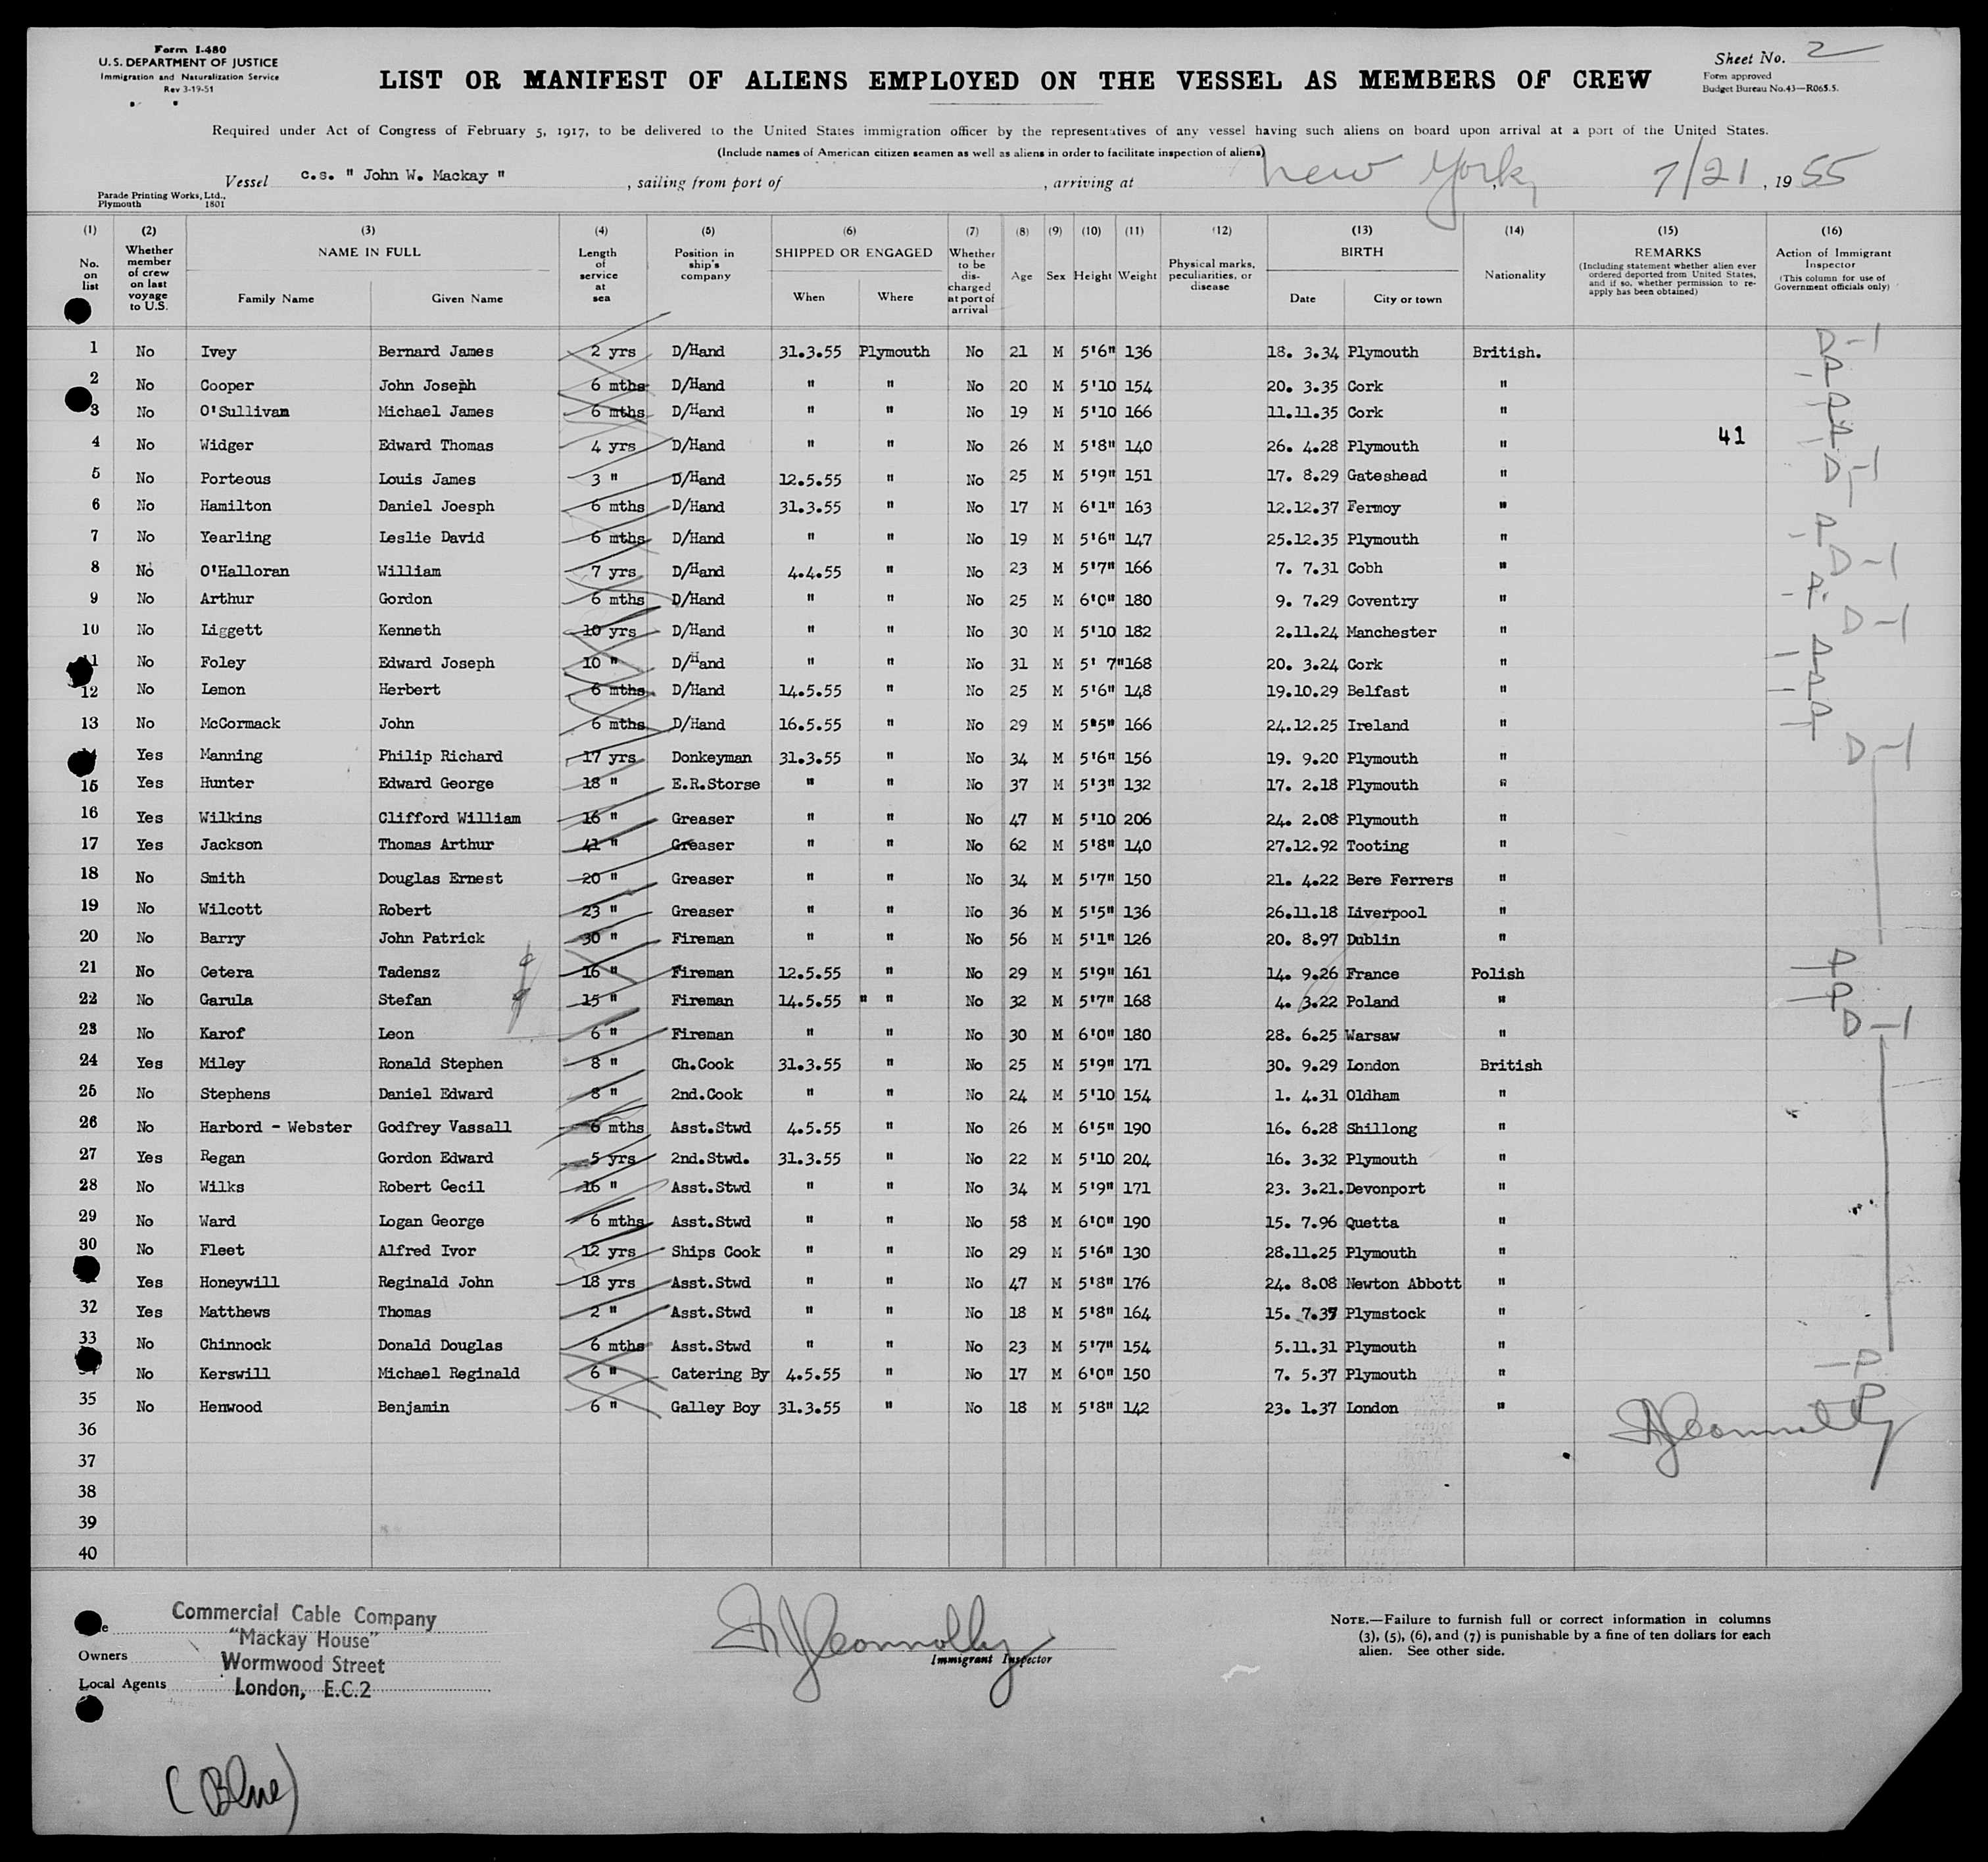 Form I-480
U. S. DEPARTMENT OF JUSTICE
Immigration and Naturalization Service
Rev 3-19-51
LIST OR MANIFEST OF ALIENS EMPLOYED ON THE VESSEL AS MEMBERS OF CREW
Sheet No. 2
Form approved
Budget Bureau No. 43—R065.5.
Required under Act of Congress of February 5, 1917, to be delivered to the United States immigration officer by the representatives of any vessel having such aliens on board upon arrival at a port of the United States.
(Include names of American citizen seamen as well as aliens in order to facilitate inspection of aliens)
Vessel c.s. " John W. Mackay " , sailing from port of , arriving at New York, 7/21 , 19 55
Parade Printing Works, Ltd.,
Plymouth 1801
(1) (2) (3) (4) (5) (6) (7) (8) (9) (10) (11) (12) (13) (14) (15) (16)
No. on list
Whether member of crew on last voyage to U.S.
NAME IN FULL
Family Name Given Name
Length of service at sea
Position in ship's company
SHIPPED OR ENGAGED
When Where
Whether to be discharged at port of arrival
Age Sex Height Weight
Physical marks, peculiarities, or disease
BIRTH
Date City or town
Nationality
REMARKS
(Including statement whether alien ever ordered deported from United States, and if so, whether permission to re-apply has been obtained)
Action of Immigrant Inspector
(This column for use of Government officials only)
1 No Ivey Bernard James 2 yrs D/Hand 31.3.55 Plymouth No 21 M 5'6" 136 18. 3.34 Plymouth British. D-1
2 No Cooper John Joseph 6 mths D/Hand " " No 20 M 5'10 154 20. 3.35 Cork " - P
3 No O'Sullivan Michael James 6 mths D/Hand " " No 19 M 5'10 166 11.11.35 Cork " - P
4 No Widger Edward Thomas 4 yrs D/Hand " " No 26 M 5'8" 140 26. 4.28 Plymouth " 41 - P
5 No Porteous Louis James 3 " D/Hand 12.5.55 " No 25 M 5'9" 151 17. 8.29 Gateshead " D-1
6 No Hamilton Daniel Joesph 6 mths D/Hand 31.3.55 " No 17 M 6'1" 163 12.12.37 Fermoy "
7 No Yearling Leslie David 6 mths D/Hand " " No 19 M 5'6" 147 25.12.35 Plymouth " - P
8 No O'Halloran William 7 yrs D/Hand 4.4.55 " No 23 M 5'7" 166 7. 7.31 Cobh " D-1
9 No Arthur Gordon 6 mths D/Hand " " No 25 M 6'0" 180 9. 7.29 Coventry " - P.
10 No Liggett Kenneth 10 yrs D/Hand " " No 30 M 5'10 182 2.11.24 Manchester " D-1
11 No Foley Edward Joseph 10 " D/Hand " " No 31 M 5' 7" 168 20. 3.24 Cork " - P
12 No Lemon Herbert 6 mths D/Hand 14.5.55 " No 25 M 5'6" 148 19.10.29 Belfast " - P
13 No McCormack John 6 mths D/Hand 16.5.55 " No 29 M 5'5" 166 24.12.25 Ireland " - P
Yes Manning Philip Richard 17 yrs Donkeyman 31.3.55 " No 34 M 5'6" 156 19. 9.20 Plymouth " D-1
15 Yes Hunter Edward George 18 " E.R.Storse " " No 37 M 5'3" 132 17. 2.18 Plymouth "
16 Yes Wilkins Clifford William 16 " Greaser " " No 47 M 5'10 206 24. 2.08 Plymouth "
17 Yes Jackson Thomas Arthur 41 " Greaser " " No 62 M 5'8" 140 27.12.92 Tooting "
18 No Smith Douglas Ernest 20 " Greaser " " No 34 M 5'7" 150 21. 4.22 Bere Ferrers "
19 No Wilcott Robert 23 " Greaser " " No 36 M 5'5" 136 26.11.18 Liverpool "
20 No Barry John Patrick 30 " Fireman " " No 56 M 5'1" 126 20. 8.97 Dublin "
21 No Cetera Tadensz 16 " Fireman 12.5.55 " No 29 M 5'9" 161 14. 9.26 France Polish - P
22 No Garula Stefan 15 " Fireman 14.5.55 " " No 32 M 5'7" 168 4. 3.22 Poland " - P
23 No Karof Leon 6 " Fireman " " No 30 M 6'0" 180 28. 6.25 Warsaw " D-1
24 Yes Miley Ronald Stephen 8 " Ch.Cook 31.3.55 " No 25 M 5'9" 171 30. 9.29 London British
25 No Stephens Daniel Edward 8 " 2nd.Cook " " No 24 M 5'10 154 1. 4.31 Oldham "
26 No Harbord - Webster Godfrey Vassall 6 mths Asst.Stwd 4.5.55 " No 26 M 6'5" 190 16. 6.28 Shillong "
27 Yes Regan Gordon Edward 5 yrs 2nd.Stwd. 31.3.55 " No 22 M 5'10 204 16. 3.32 Plymouth "
28 No Wilks Robert Cecil 16 " Asst.Stwd " " No 34 M 5'9" 171 23. 3.21. Devonport "
29 No Ward Logan George 6 mths Asst.Stwd " " No 58 M 6'0" 190 15. 7.96 Quetta "
30 No Fleet Alfred Ivor 12 yrs Ships Cook " " No 29 M 5'6" 130 28.11.25 Plymouth "
Yes Honeywill Reginald John 18 yrs Asst.Stwd " " No 47 M 5'8" 176 24. 8.08 Newton Abbott "
32 Yes Matthews Thomas 2 " Asst.Stwd " " No 18 M 5'8" 164 15. 7.37 Plymstock "
33 No Chinnock Donald Douglas 6 mths Asst.Stwd " " No 23 M 5'7" 154 5.11.31 Plymouth "
No Kerswill Michael Reginald 6 " Catering By 4.5.55 " No 17 M 6'0" 150 7. 5.37 Plymouth " - P
35 No Henwood Benjamin 6 " Galley Boy 31.3.55 " No 18 M 5'8" 142 23. 1.37 London " P
36 Connolly
37
38
39
40
Commercial Cable Company
"Mackay House"
Owners Wormwood Street
Local Agents London, E.C.2
Connolly
Immigrant Inspector
NOTE.—Failure to furnish full or correct information in columns
(3), (5), (6), and (7) is punishable by a fine of ten dollars for each
alien. See other side.
(Blue)